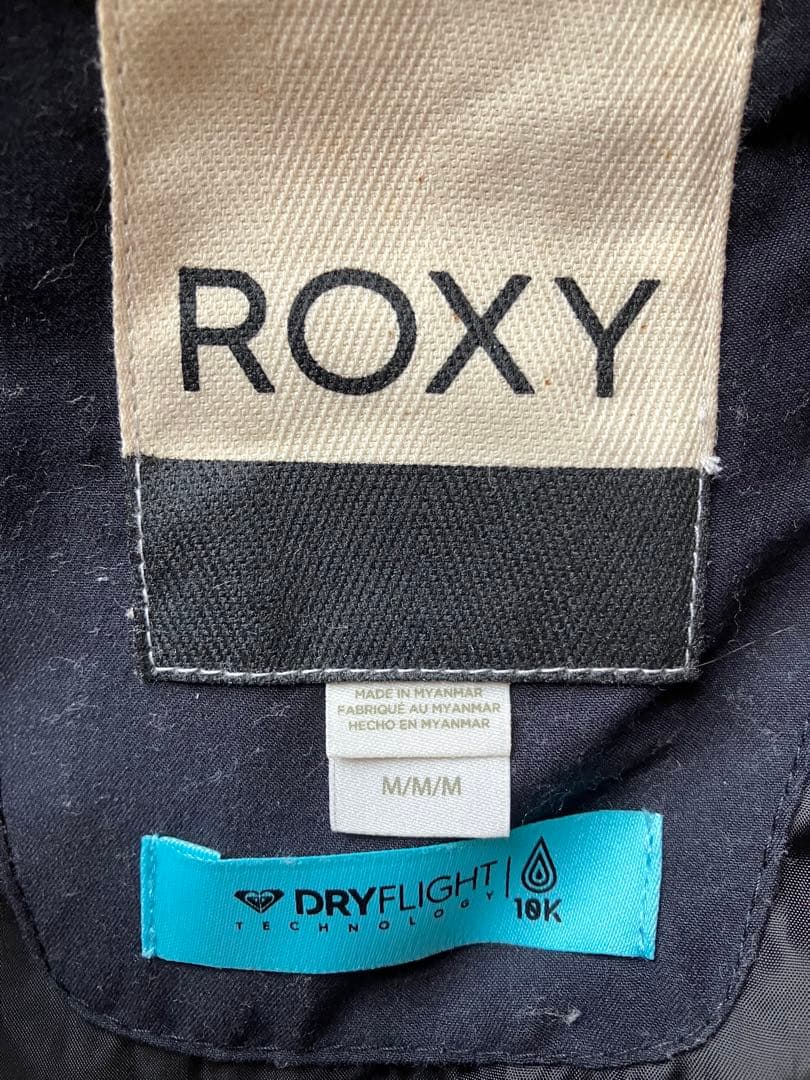 ROXY
MADE IN MYANMAR
FABRIQUÉ AU MYANMAR
HECHO EN MYANMAR
M/M/M
DRYFLIGHT
TECHNOLOGY
10K